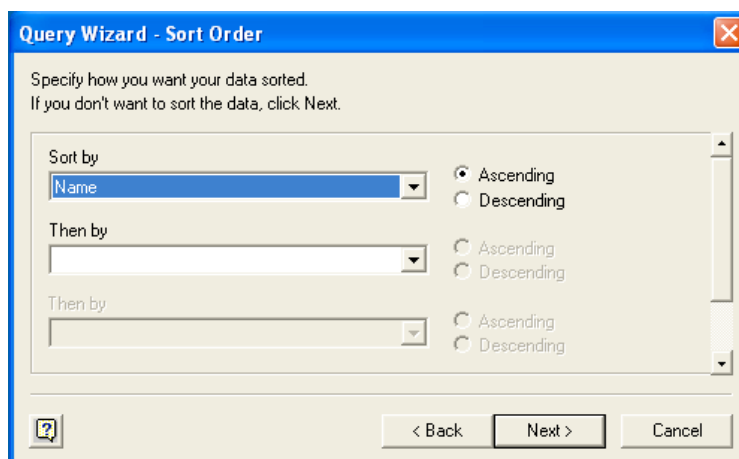 Query Wizard - Sort Order
Specify how you want your data sorted.
If you don't want to sort the data, click Next.
Sort by
Name
Ascending
Descending
Then by
Ascending
Descending
Then by
Ascending
Descending
?
< Back
Next >
Cancel